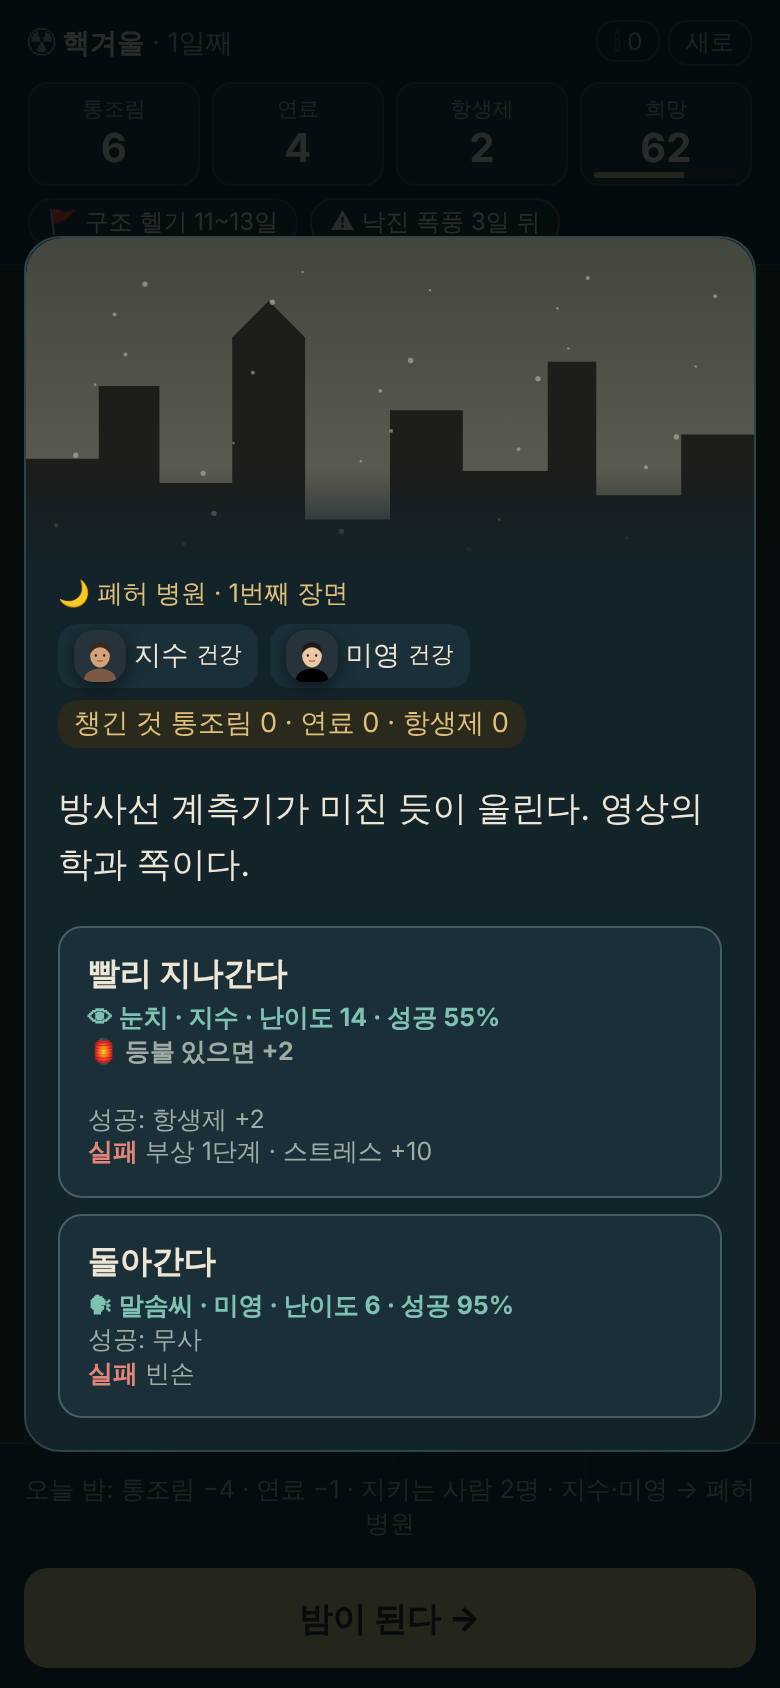 핵겨울 · 1일째
0
새로
통조림
6
연료
4
항생제
2
희망
62
구조 헬기 11~13일
낙진 폭풍 3일 뒤
폐허 병원 · 1번째 장면
지수 건강
미영 건강
챙긴 것 통조림 0 · 연료 0 · 항생제 0
방사선 계측기가 미친 듯이 울린다. 영상의
학과 쪽이다.
빨리 지나간다
눈치 · 지수 · 난이도 14 · 성공 55%
등불 있으면 +2
성공: 항생제 +2
실패 부상 1단계 · 스트레스 +10
돌아간다
말솜씨 · 미영 · 난이도 6 · 성공 95%
성공: 무사
실패 빈손
오늘 밤: 통조림 −4 · 연료 −1 · 지키는 사람 2명 · 지수·미영 → 폐허
병원
밤이 된다 →